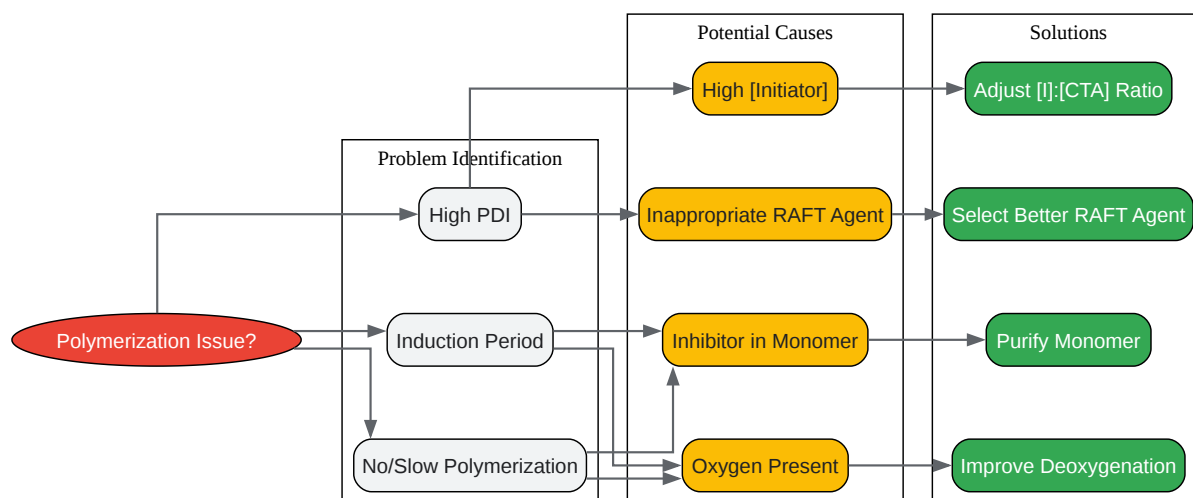 Potential Causes
Solutions
High [Initiator]
Adjust [I]:[CTA] Ratio
Problem Identification
High PDI
Inappropriate RAFT Agent
Select Better RAFT Agent
Polymerization Issue?
Induction Period
Inhibitor in Monomer
Purify Monomer
No/Slow Polymerization
Oxygen Present
Improve Deoxygenation